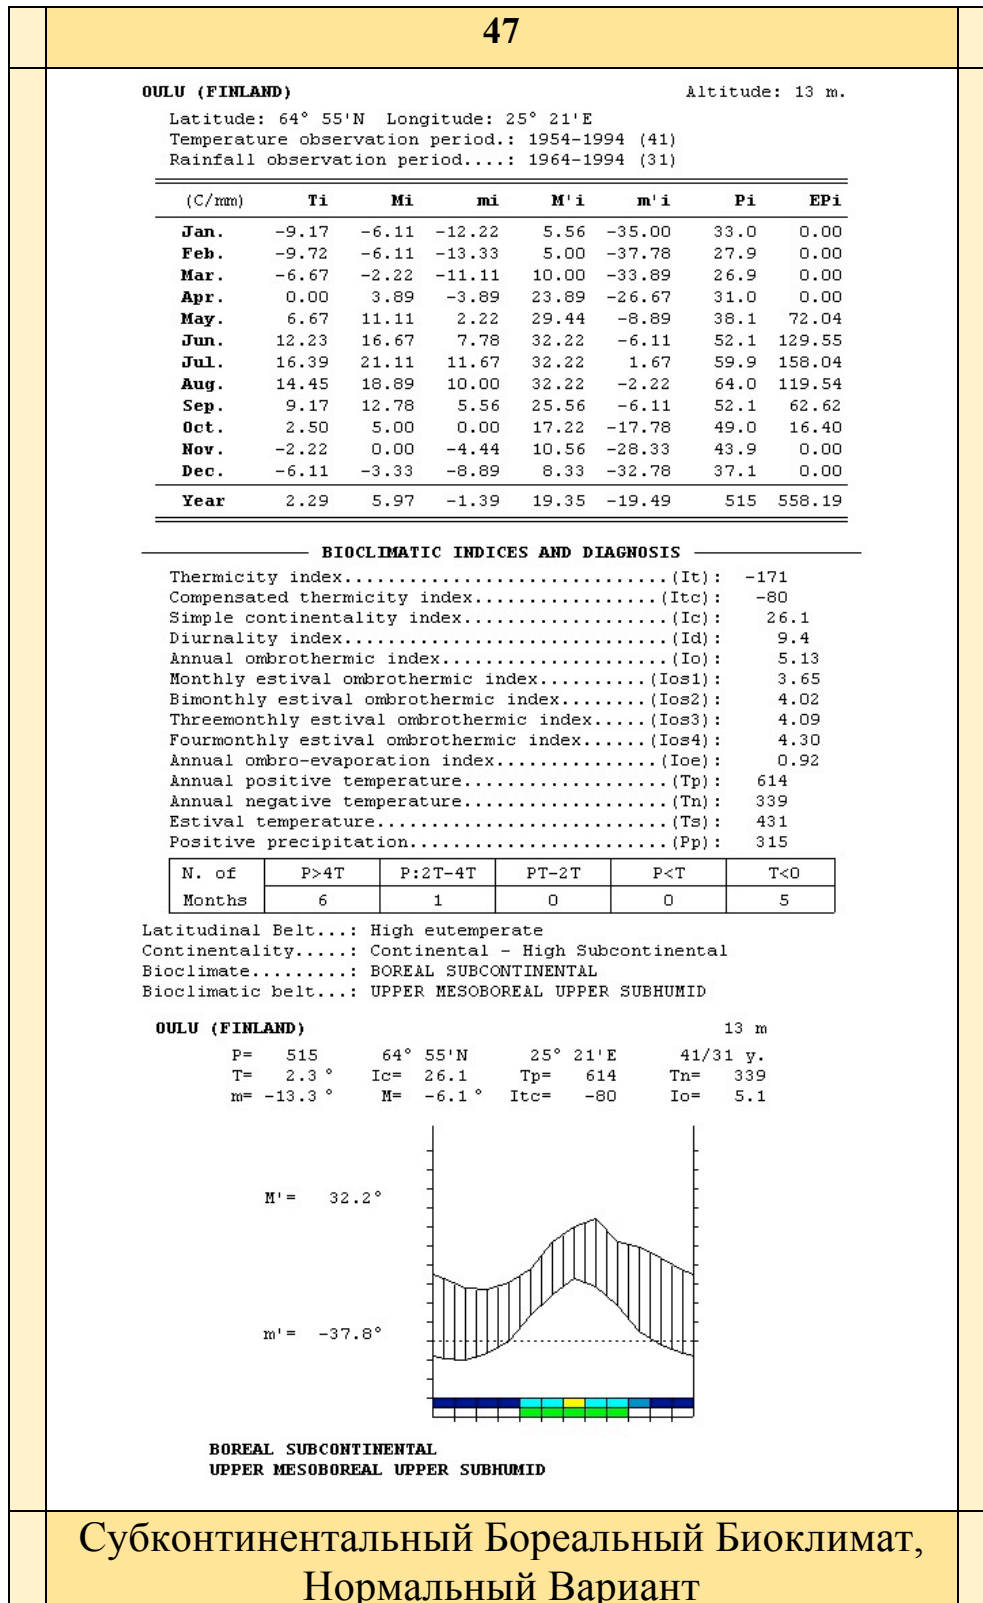 47
OULU (FINLAND) Altitude: 13 m.
Latitude: 64° 55'N Longitude: 25° 21'E
Temperature observation period.: 1954-1994 (41)
Rainfall observation period....: 1964-1994 (31)
(C/mm) Ti Mi mi M'i m'i Pi EPi
Jan. -9.17 -6.11 -12.22 5.56 -35.00 33.0 0.00
Feb. -9.72 -6.11 -13.33 5.00 -37.78 27.9 0.00
Mar. -6.67 -2.22 -11.11 10.00 -33.89 26.9 0.00
Apr. 0.00 3.89 -3.89 23.89 -26.67 31.0 0.00
May. 6.67 11.11 2.22 29.44 -8.89 38.1 72.04
Jun. 12.23 16.67 7.78 32.22 -6.11 52.1 129.55
Jul. 16.39 21.11 11.67 32.22 1.67 59.9 158.04
Aug. 14.45 18.89 10.00 32.22 -2.22 64.0 119.54
Sep. 9.17 12.78 5.56 25.56 -6.11 52.1 62.62
Oct. 2.50 5.00 0.00 17.22 -17.78 49.0 16.40
Nov. -2.22 0.00 -4.44 10.56 -28.33 43.9 0.00
Dec. -6.11 -3.33 -8.89 8.33 -32.78 37.1 0.00
Year 2.29 5.97 -1.39 19.35 -19.49 515 558.19
BIOCLIMATIC INDICES AND DIAGNOSIS
Thermicity index..............................(It): -171
Compensated thermicity index.................(Itc): -80
Simple continentality index...................(Ic): 26.1
Diurnality index..............................(Id): 9.4
Annual ombrothermic index.....................(Io): 5.13
Monthly estival ombrothermic index..........(Ios1): 3.65
Bimonthly estival ombrothermic index........(Ios2): 4.02
Threemonthly estival ombrothermic index.....(Ios3): 4.09
Fourmonthly estival ombrothermic index......(Ios4): 4.30
Annual ombro-evaporation index...............(Ioe): 0.92
Annual positive temperature...................(Tp): 614
Annual negative temperature...................(Tn): 339
Estival temperature...........................(Ts): 431
Positive precipitation........................(Pp): 315
N. of P>4T P:2T-4T PT-2T P<T T<0
Months 6 1 0 0 5
Latitudinal Belt...: High eutemperate
Continentality.....: Continental - High Subcontinental
Bioclimate.........: BOREAL SUBCONTINENTAL
Bioclimatic belt...: UPPER MESOBOREAL UPPER SUBHUMID
OULU (FINLAND) 13 m
P= 515 64° 55'N 25° 21'E 41/31 y.
T= 2.3° Ic= 26.1 Tp= 614 Tn= 339
m= -13.3° M= -6.1° Itc= -80 Io= 5.1
M'= 32.2°
m'= -37.8°
BOREAL SUBCONTINENTAL
UPPER MESOBOREAL UPPER SUBHUMID
Субконтинентальный Бореальный Биоклимат,
Нормальный Вариант